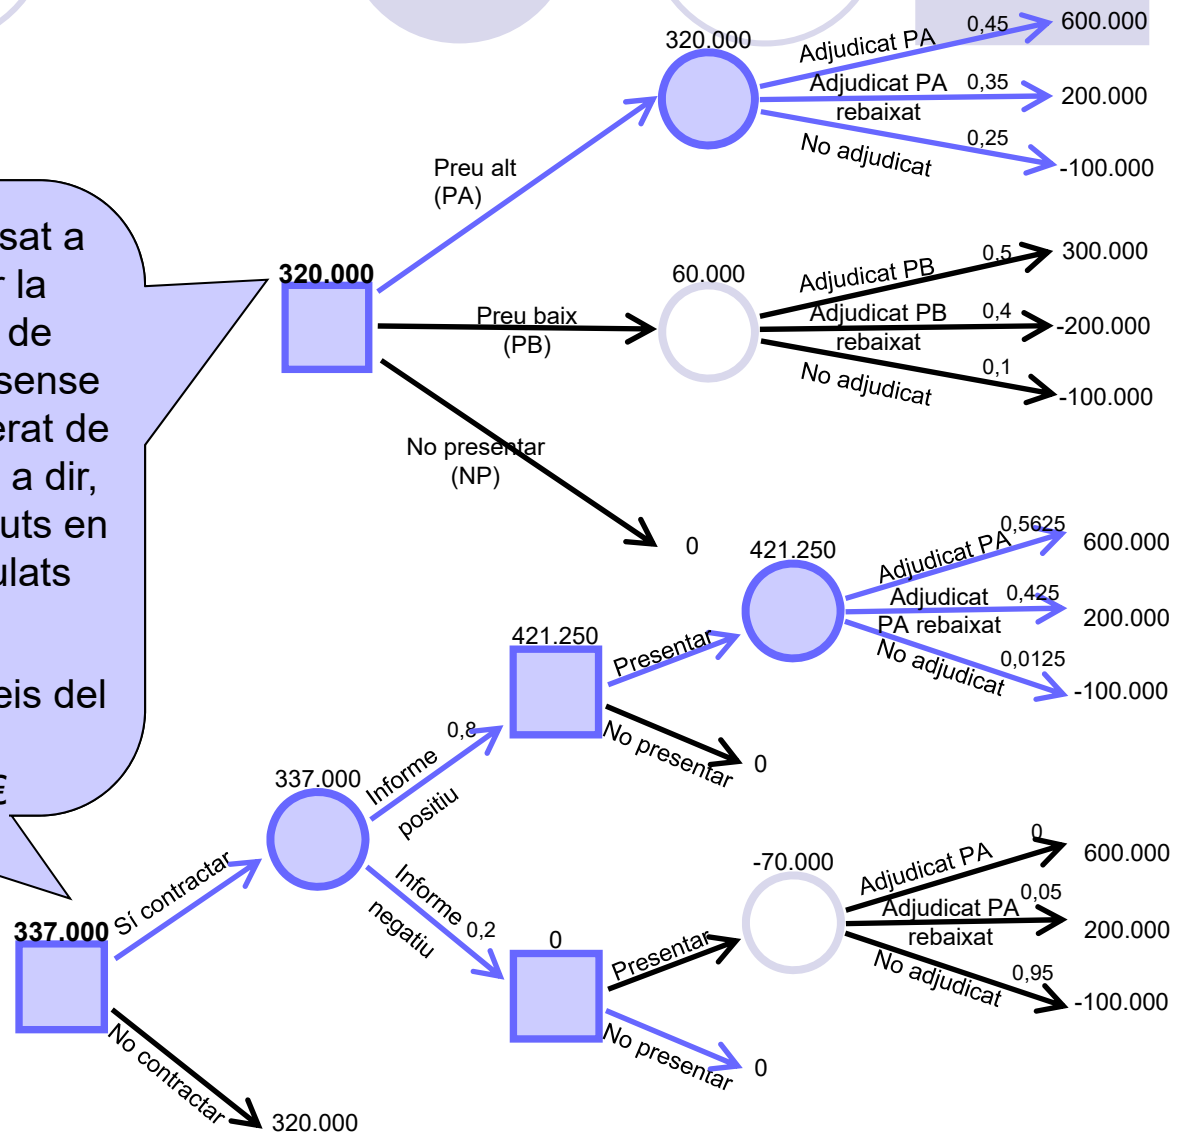 sat a
r la
de
sense
erat de
a dir,
uts en
ulats
eis del
€
320.000
Adjudicat PA 0,45 600.000
Adjudicat PA 0,35 200.000
rebaixat
No adjudicat 0,25 -100.000
Preu alt
(PA)
320.000
60.000
Adjudicat PB 0,5 300.000
Adjudicat PB 0,4 -200.000
rebaixat
No adjudicat 0,1 -100.000
Preu baix
(PB)
No presentar
(NP)
0
421.250
Adjudicat PA 0,5625 600.000
Adjudicat 0,425 200.000
PA rebaixat
No adjudicat 0,0125 -100.000
421.250
Presentar
No presentar 0
337.000
Informe 0,8
positiu
Informe 0,2
negatiu
-70.000
Adjudicat PA 0 600.000
Adjudicat PA 0,05 200.000
rebaixat
No adjudicat 0,95 -100.000
0
Presentar
No presentar 0
337.000
Sí contractar
No contractar
320.000